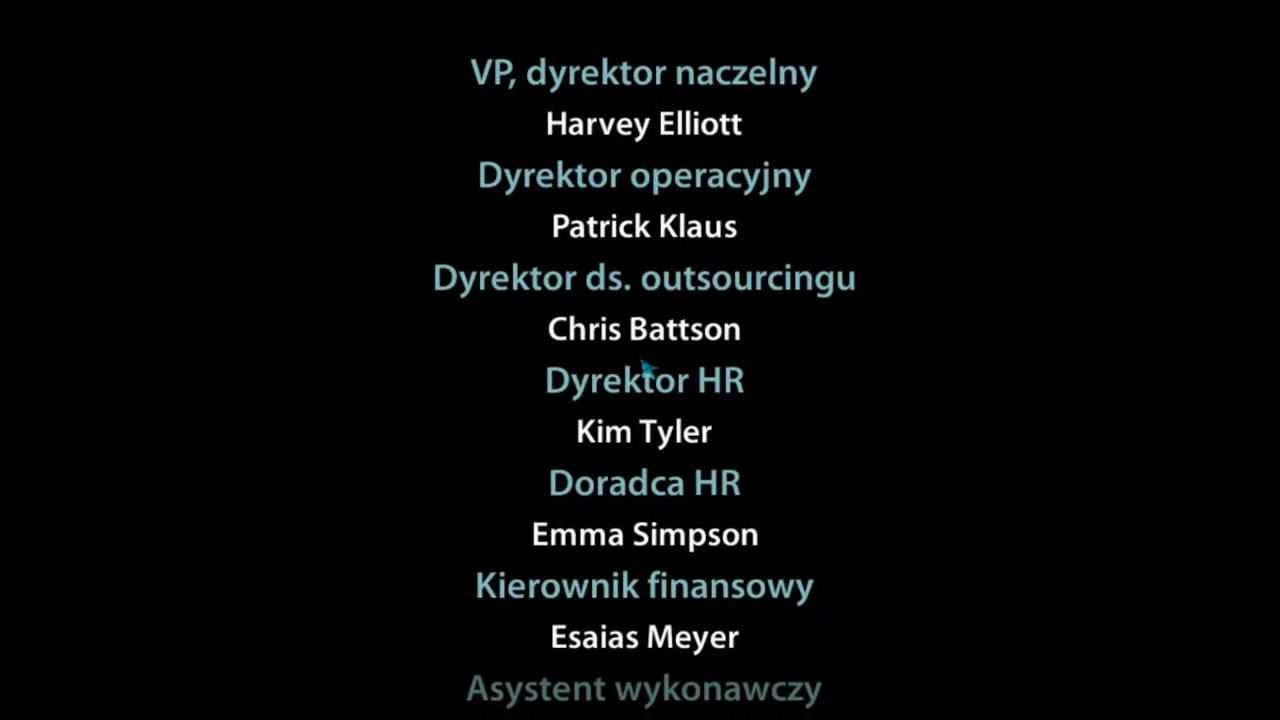 VP, dyrektor naczelny
Harvey Elliott
Dyrektor operacyjny
Patrick Klaus
Dyrektor ds. outsourcingu
Chris Battson
Dyrektor HR
Kim Tyler
Doradca HR
Emma Simpson
Kierownik finansowy
Esaias Meyer
Asystent wykonawczy